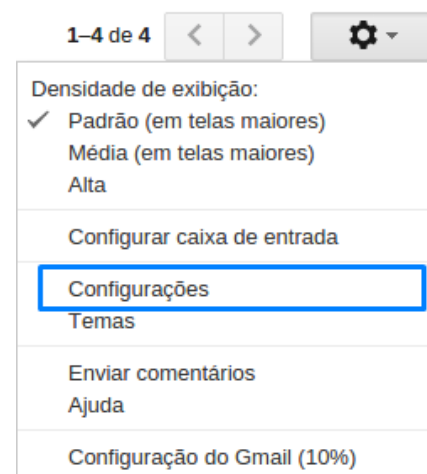 1–4 de 4
Densidade de exibição:
Padrão (em telas maiores)
Média (em telas maiores)
Alta
Configurar caixa de entrada
Configurações
Temas
Enviar comentários
Ajuda
Configuração do Gmail (10%)